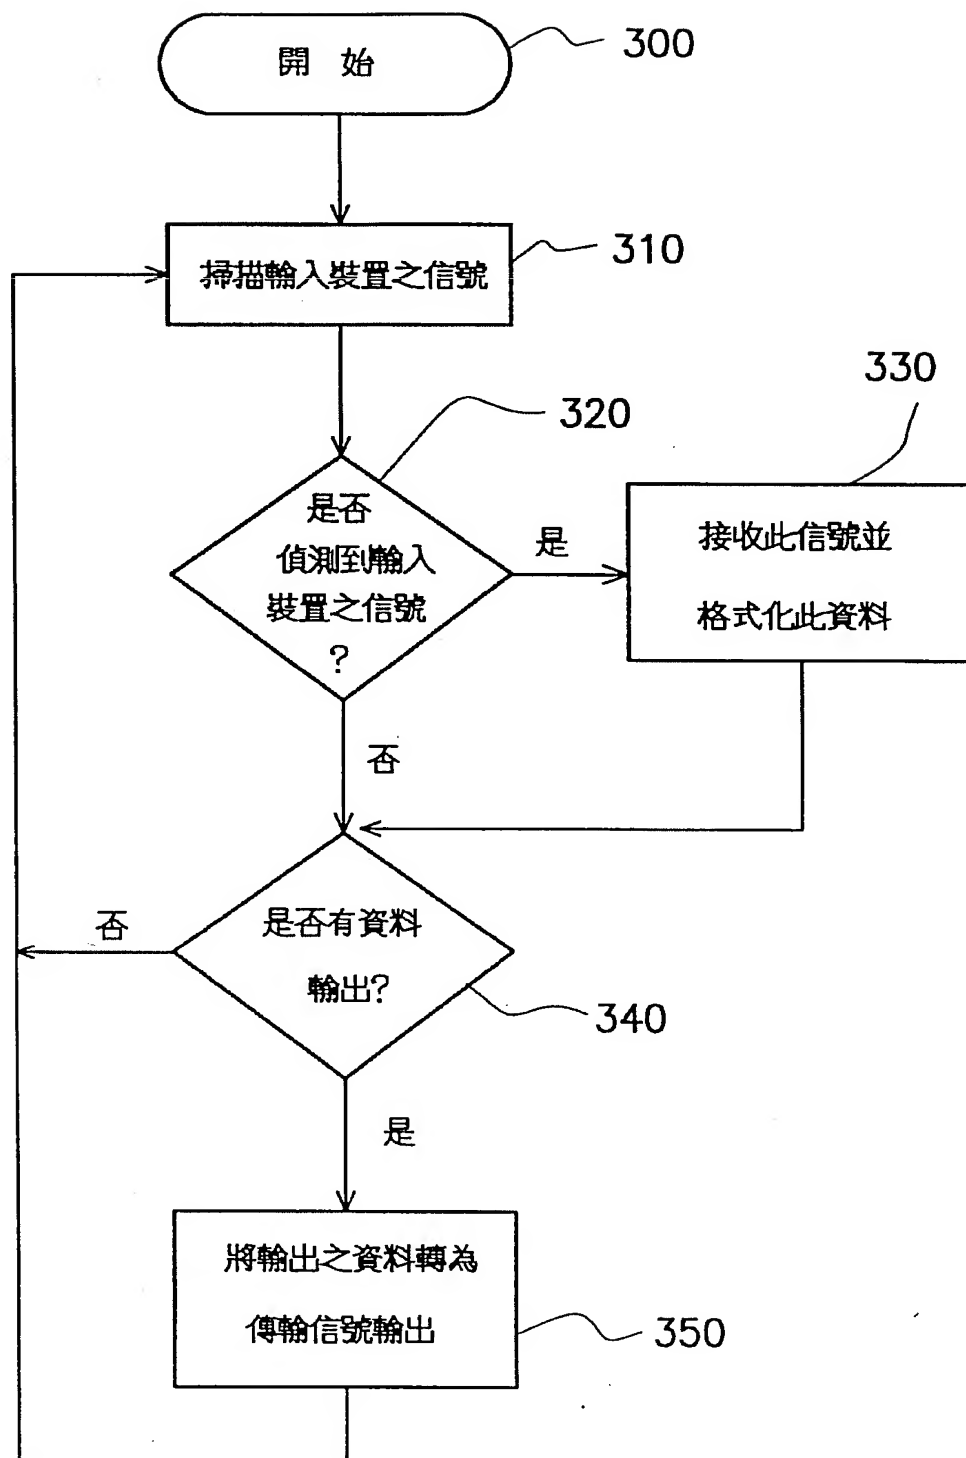 開 始
300
掃描輸入裝置之信號
310
320
330
是否
偵測到輸入
裝置之信號
?
是
接收此信號並
格式化此資料
否
否
是否有資料
輸出?
340
是
將輸出之資料轉為
傳輸信號輸出
350